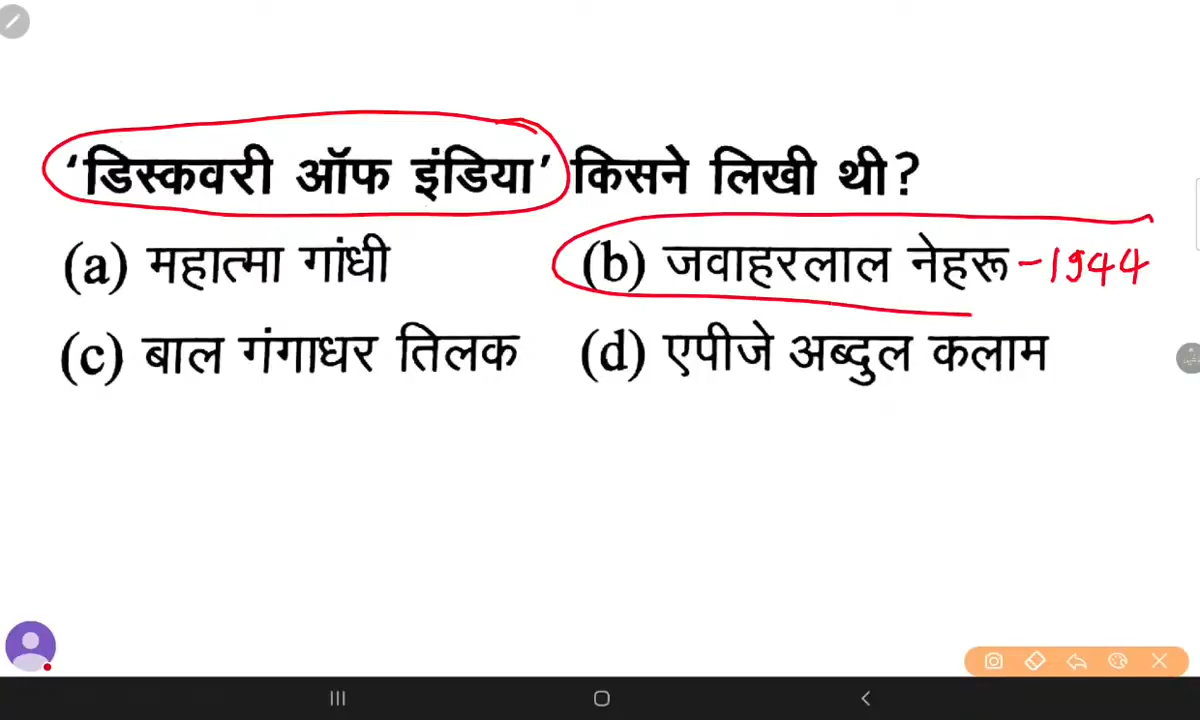 ‘डिस्कवरी ऑफ इंडिया’ किसने लिखी थी?
(a) महात्मा गांधी (b) जवाहरलाल नेहरू -1944
(c) बाल गंगाधर तिलक (d) एपीजे अब्दुल कलाम